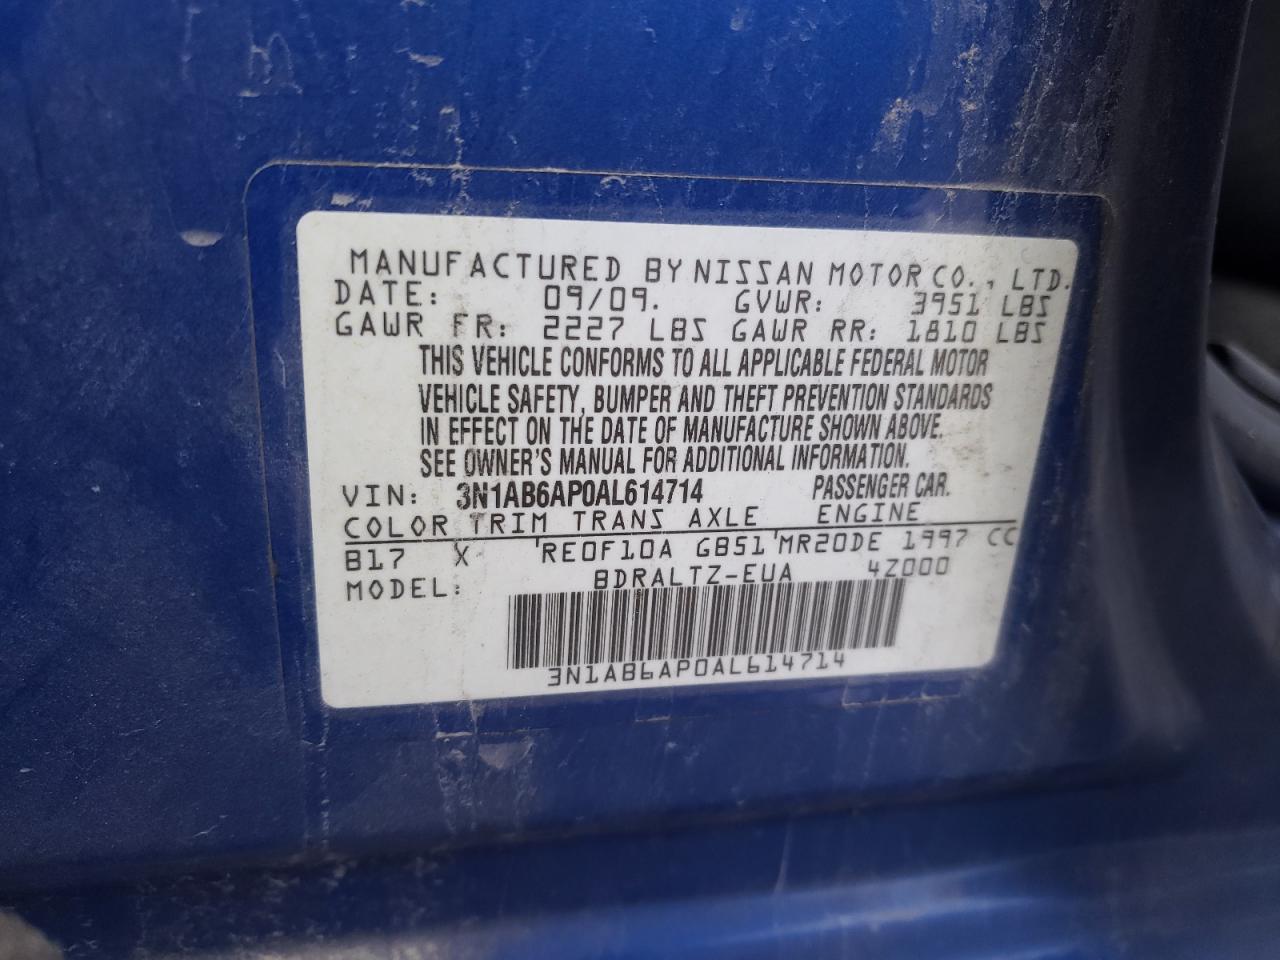 MANUFACTURED BY NISSAN MOTOR CO., LTD.
DATE: 09/09. GVWR: 3951 LBS
GAWR FR: 2227 LBS GAWR RR: 1810 LBS
THIS VEHICLE CONFORMS TO ALL APPLICABLE FEDERAL MOTOR
VEHICLE SAFETY, BUMPER AND THEFT PREVENTION STANDARDS
IN EFFECT ON THE DATE OF MANUFACTURE SHOWN ABOVE.
SEE OWNER'S MANUAL FOR ADDITIONAL INFORMATION.
VIN: 3N1AB6AP0AL614714 PASSENGER CAR.
COLOR TRIM TRANS AXLE ENGINE
B17 X RE0F10A GB51 MR20DE 1997 CC
MODEL: BDRALTZ-EUA 4Z000
3N1AB6AP0AL614714